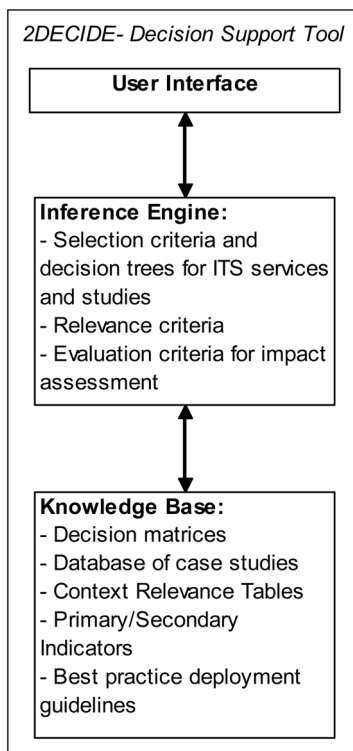 2DECIDE- Decision Support Tool
User Interface
Inference Engine:
- Selection criteria and
decision trees for ITS services
and studies
- Relevance criteria
- Evaluation criteria for impact
assessment
Knowledge Base:
- Decision matrices
- Database of case studies
- Context Relevance Tables
- Primary/Secondary
Indicators
- Best practice deployment
guidelines